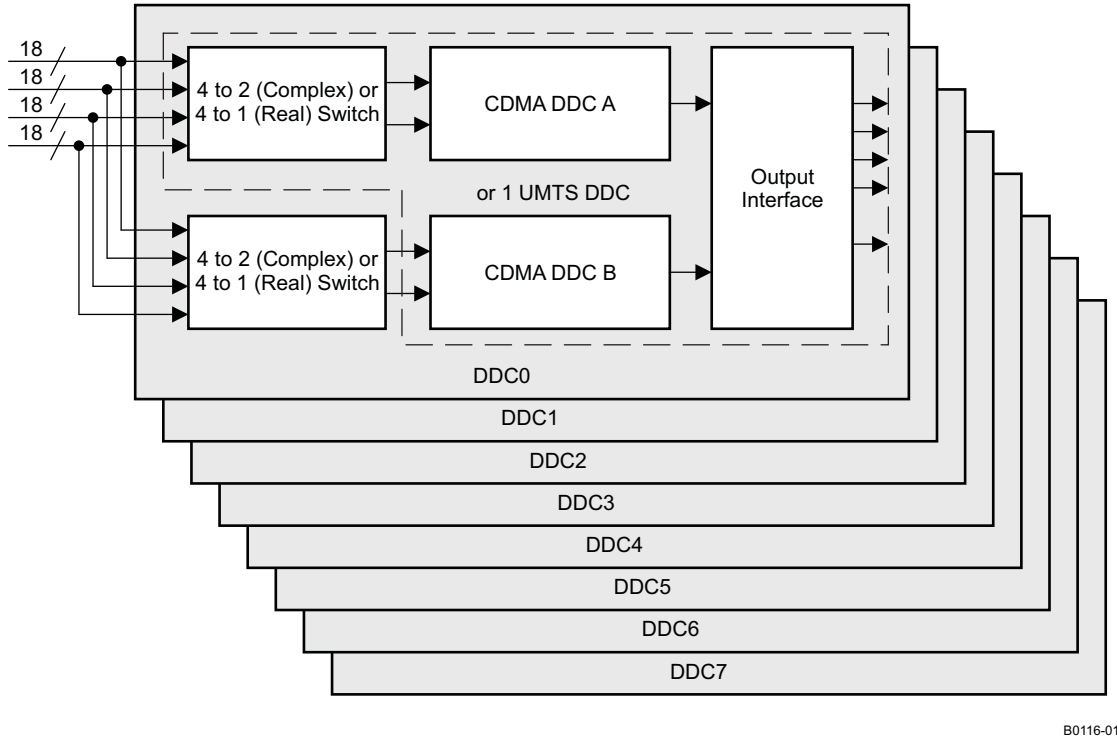 18
18
18
18
4 to 2 (Complex) or
4 to 1 (Real) Switch
CDMA DDC A
Output
Interface
or 1 UMTS DDC
4 to 2 (Complex) or
4 to 1 (Real) Switch
CDMA DDC B
DDC0
DDC1
DDC2
DDC3
DDC4
DDC5
DDC6
DDC7
B0116-01